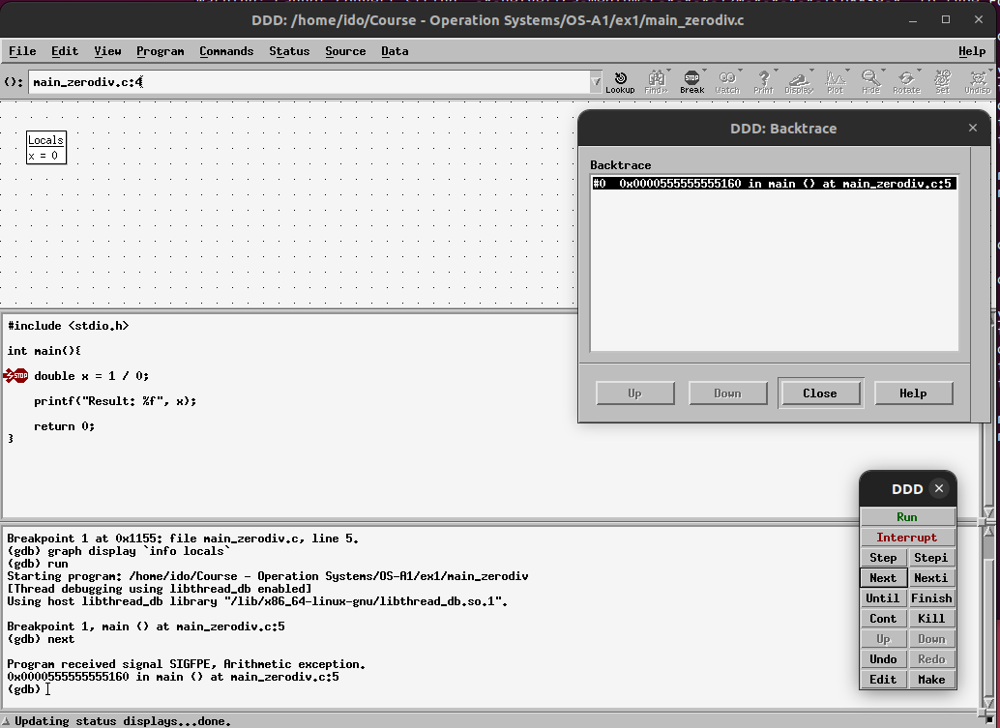 DDD: /home/ido/Course - Operation Systems/OS-A1/ex1/main_zerodiv.c
File Edit View Program Commands Status Source Data Help
(): main_zerodiv.c:4
Lookup Find» Break Watch Print Display Plot Hide Rotate Set Undisp
Locals
x = 0
DDD: Backtrace
Backtrace
#0 0x0000555555555160 in main () at main_zerodiv.c:5
Up Down Close Help
#include <stdio.h>
int main(){
STOP double x = 1 / 0;
printf("Result: %f", x);
return 0;
}
DDD
Run
Interrupt
Step Stepi
Next Nexti
Until Finish
Cont Kill
Up Down
Undo Redo
Edit Make
Breakpoint 1 at 0x1155: file main_zerodiv.c, line 5.
(gdb) graph display `info locals`
(gdb) run
Starting program: /home/ido/Course - Operation Systems/OS-A1/ex1/main_zerodiv
[Thread debugging using libthread_db enabled]
Using host libthread_db library "/lib/x86_64-linux-gnu/libthread_db.so.1".
Breakpoint 1, main () at main_zerodiv.c:5
(gdb) next
Program received signal SIGFPE, Arithmetic exception.
0x0000555555555160 in main () at main_zerodiv.c:5
(gdb)
Updating status displays...done.